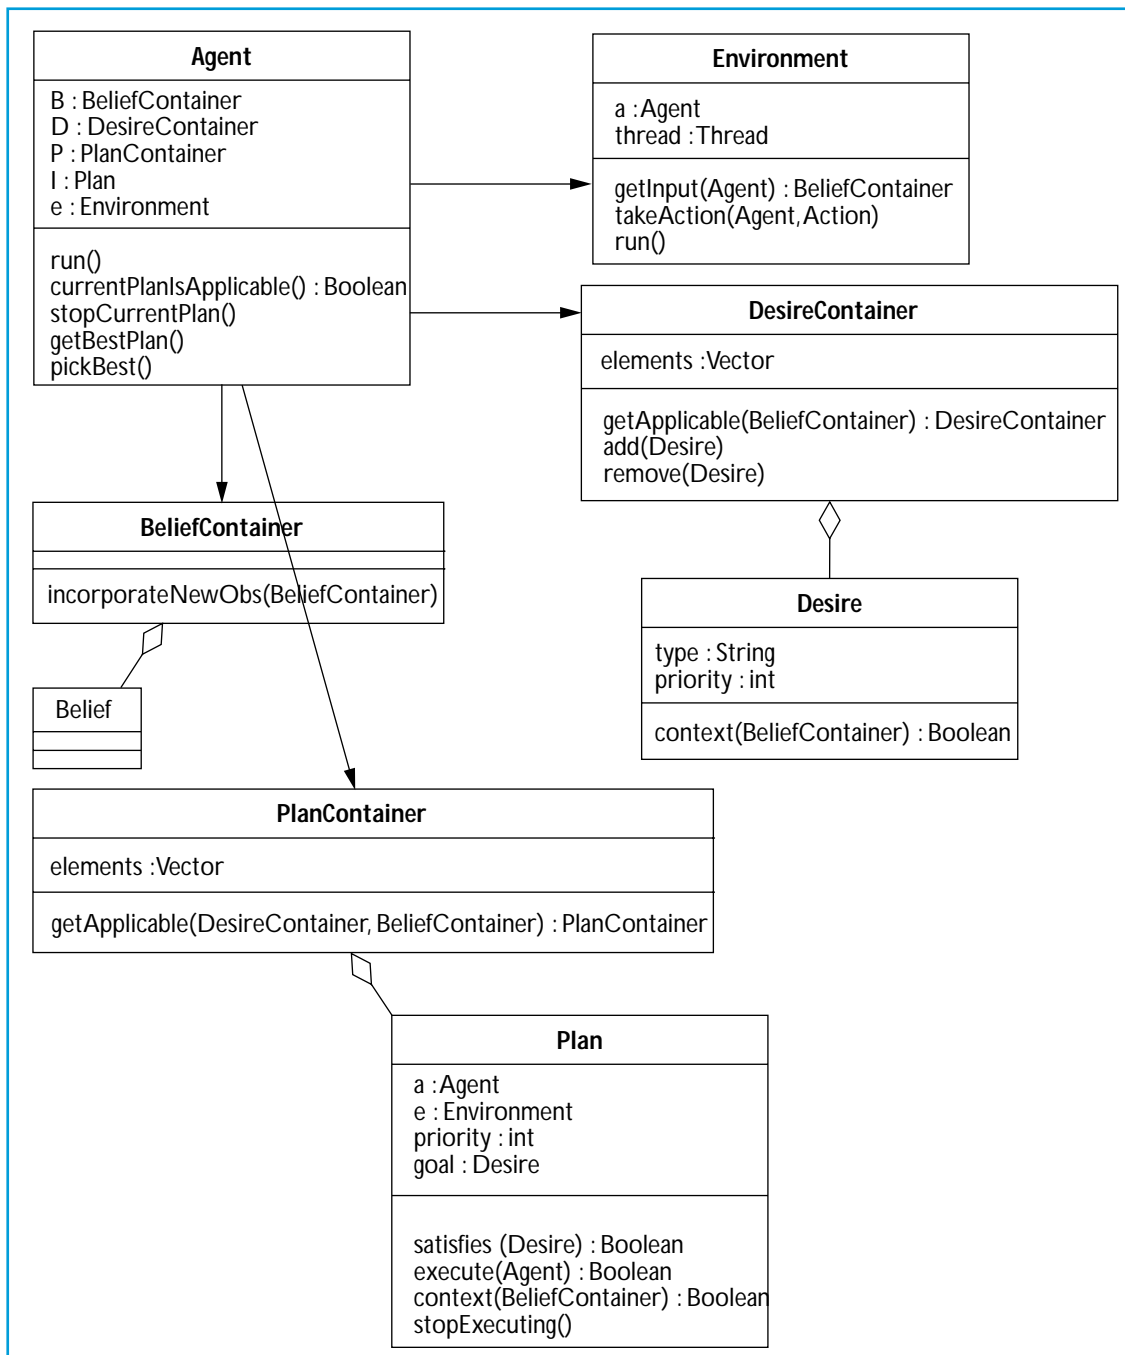 Agent
B : BeliefContainer
D : DesireContainer
P : PlanContainer
I : Plan
e : Environment
run()
currentPlanIsApplicable() : Boolean
stopCurrentPlan()
getBestPlan()
pickBest()
Environment
a : Agent
thread : Thread
getInput(Agent) : BeliefContainer
takeAction(Agent, Action)
run()
DesireContainer
elements : Vector
getApplicable(BeliefContainer) : DesireContainer
add(Desire)
remove(Desire)
BeliefContainer
incorporateNewObs(BeliefContainer)
Desire
type : String
priority : int
context(BeliefContainer) : Boolean
Belief
PlanContainer
elements : Vector
getApplicable(DesireContainer, BeliefContainer) : PlanContainer
Plan
a : Agent
e : Environment
priority : int
goal : Desire
satisfies (Desire) : Boolean
execute(Agent) : Boolean
context(BeliefContainer) : Boolean
stopExecuting()